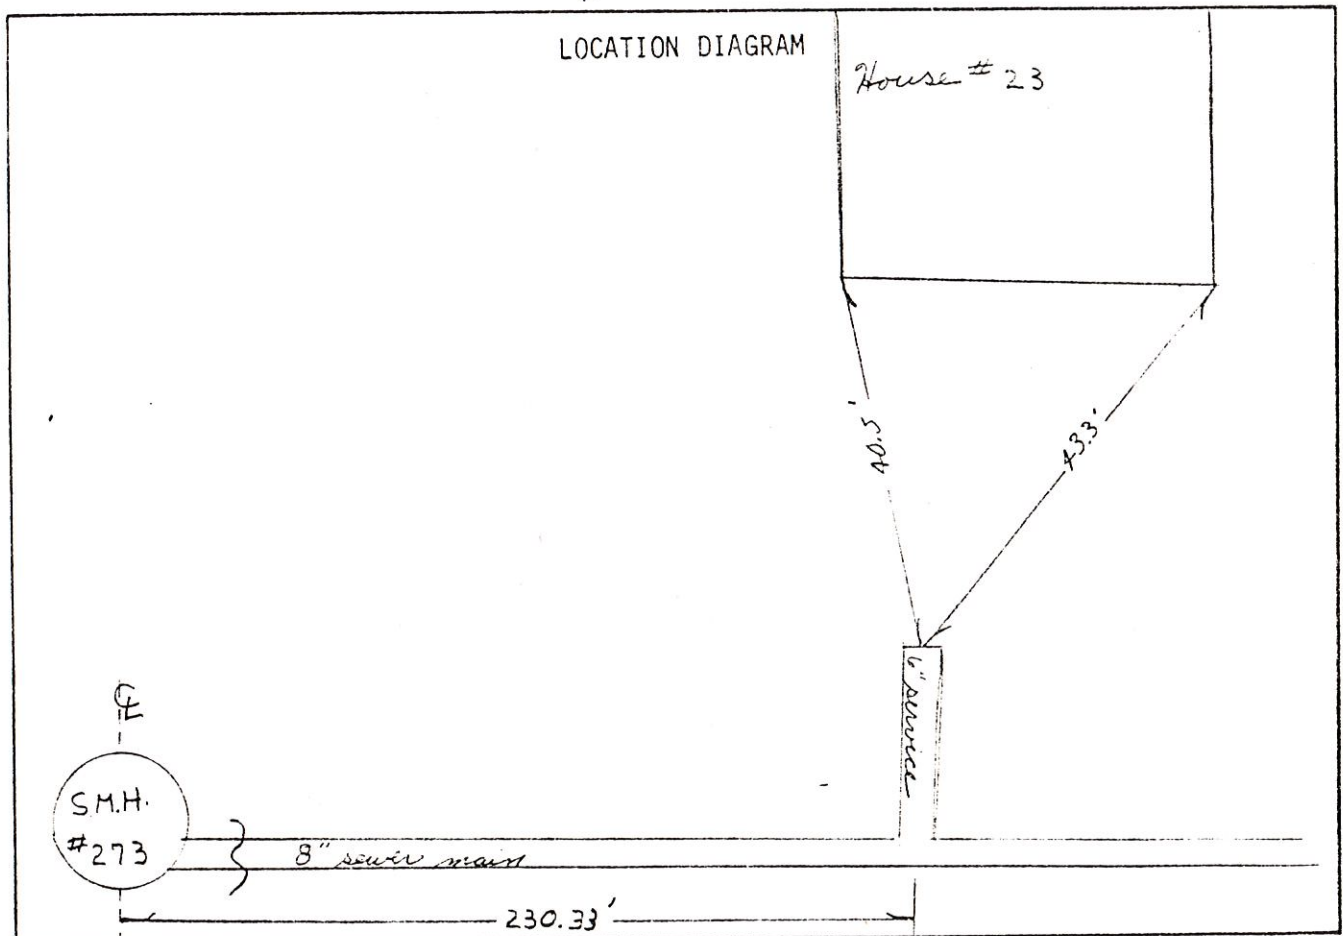 LOCATION DIAGRAM
House # 23
40.5'
43.3'
6" service
℄
S.M.H.
#273
8" sewer main
230.33'